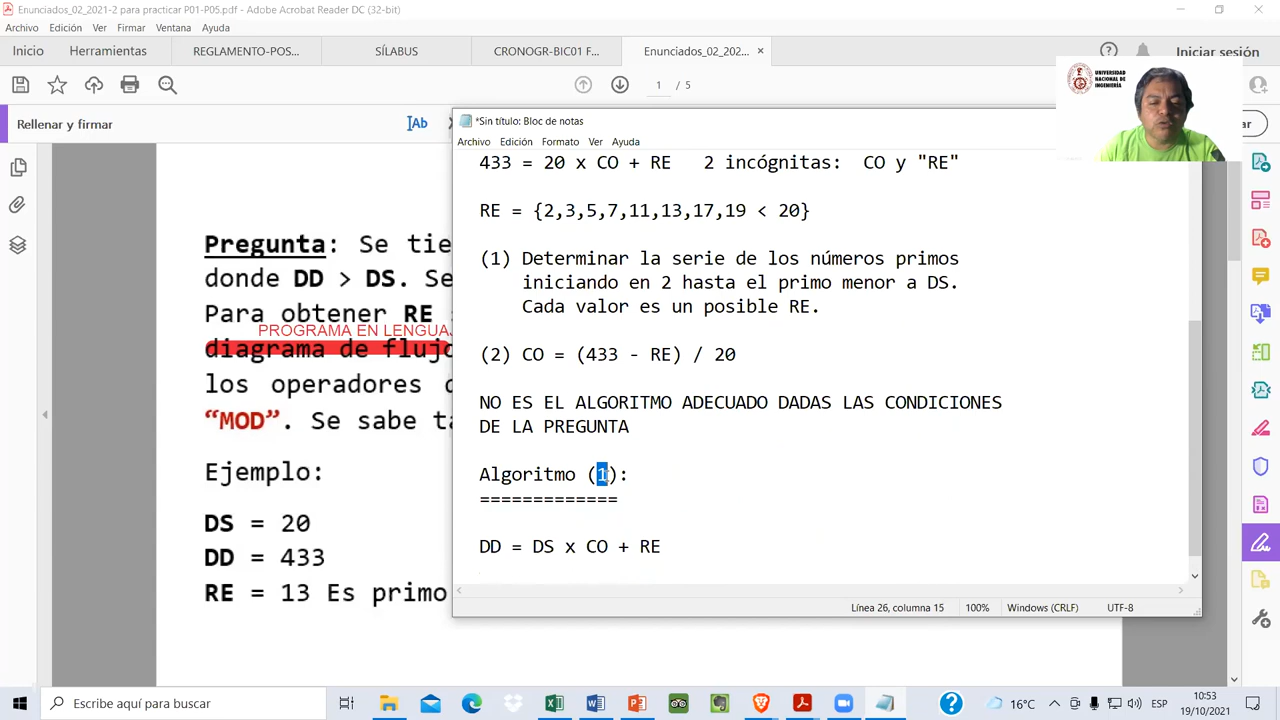 Enunciados_02_2021-2 para practicar P01-P05.pdf - Adobe Acrobat Reader DC (32-bit)
Archivo Edición Ver Firmar Ventana Ayuda
Inicio Herramientas REGLAMENTO-POS... SÍLABUS CRONOGR-BIC01 F... Enunciados_02_202... × Iniciar sesión
1 / 5
Rellenar y firmar
Ab
UNIVERSIDAD
NACIONAL DE
INGENIERÍA
*Sin título: Bloc de notas
Archivo Edición Formato Ver Ayuda
433 = 20 x CO + RE 2 incógnitas: CO y "RE"
RE = {2,3,5,7,11,13,17,19 < 20}
(1) Determinar la serie de los números primos
iniciando en 2 hasta el primo menor a DS.
Cada valor es un posible RE.
(2) CO = (433 - RE) / 20
NO ES EL ALGORITMO ADECUADO DADAS LAS CONDICIONES
DE LA PREGUNTA
Algoritmo (1):
=============
DD = DS x CO + RE
Línea 26, columna 15 100% Windows (CRLF) UTF-8
Pregunta: Se tie
donde DD > DS. Se
Para obtener RE
PROGRAMA EN LENGUAJ
diagrama de flujo
los operadores d
“MOD”. Se sabe ta
Ejemplo:
DS = 20
DD = 433
RE = 13 Es primo
Escribe aquí para buscar
16°C ESP 10:53
19/10/2021